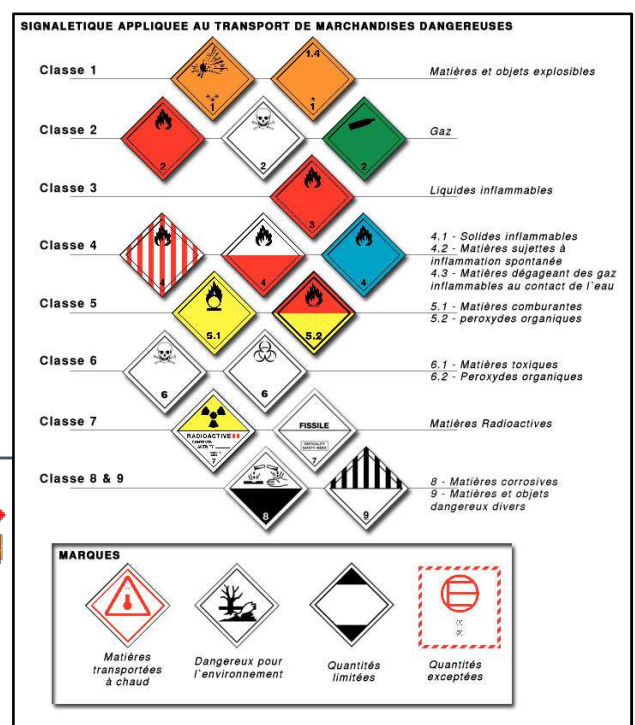 SIGNALETIQUE APPLIQUEE AU TRANSPORT DE MARCHANDISES DANGEREUSES
Classe 1
1
1.4
1
Matières et objets explosibles
Classe 2
2
2
2
Gaz
Classe 3
3
Liquides inflammables
Classe 4
4
4
4
4.1 - Solides inflammables
4.2 - Matières sujettes à
inflammation spontanée
4.3 - Matières dégageant des gaz
inflammables au contact de l'eau
Classe 5
5.1
5.2
5.1 - Matières comburantes
5.2 - peroxydes organiques
Classe 6
6
6
6.1 - Matières toxiques
6.2 - Peroxydes organiques
Classe 7
RADIOACTIVE II
7
FISSILE
CRITICALITY
SAFETY INDEX
7
Matières Radioactives
Classe 8 & 9
8
9
8 - Matières corrosives
9 - Matières et objets
dangereux divers
MARQUES
Matières
transportées
à chaud
Dangereux pour
l'environnement
Quantités
limitées
Quantités
exceptées